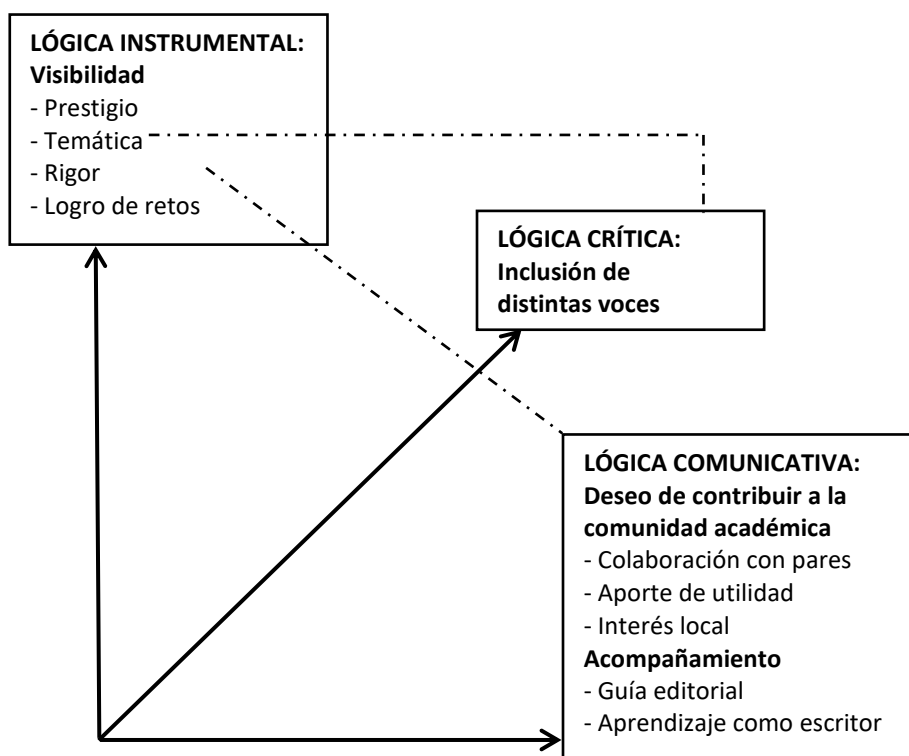 LÓGICA INSTRUMENTAL:
Visibilidad
- Prestigio
- Temática
- Rigor
- Logro de retos
LÓGICA CRÍTICA:
Inclusión de
distintas voces
LÓGICA COMUNICATIVA:
Deseo de contribuir a la
comunidad académica
- Colaboración con pares
- Aporte de utilidad
- Interés local
Acompañamiento
- Guía editorial
- Aprendizaje como escritor